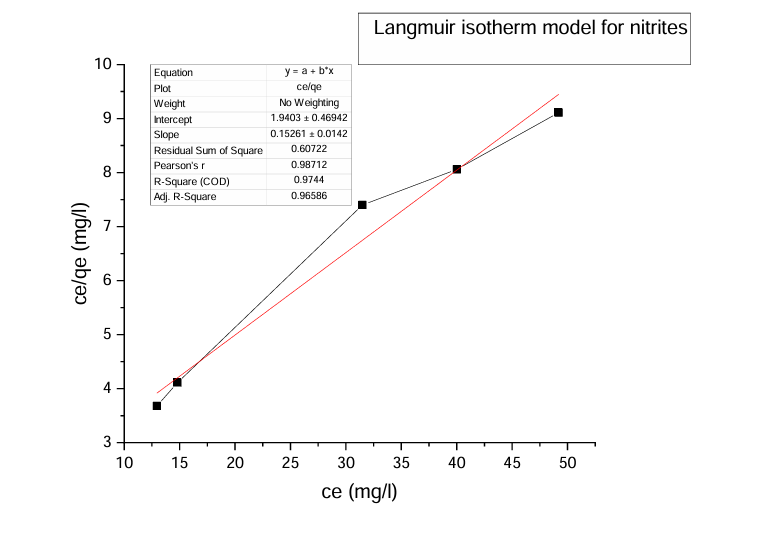 Langmuir isotherm model for nitrites
Equation y = a + b*x
Plot ce/qe
Weight No Weighting
Intercept 1.9403 ± 0.46942
Slope 0.15261 ± 0.0142
Residual Sum of Square 0.60722
Pearson's r 0.98712
R-Square (COD) 0.9744
Adj. R-Square 0.96586
10
9
8
7
6
5
4
3
ce/qe (mg/l)
10 15 20 25 30 35 40 45 50
ce (mg/l)